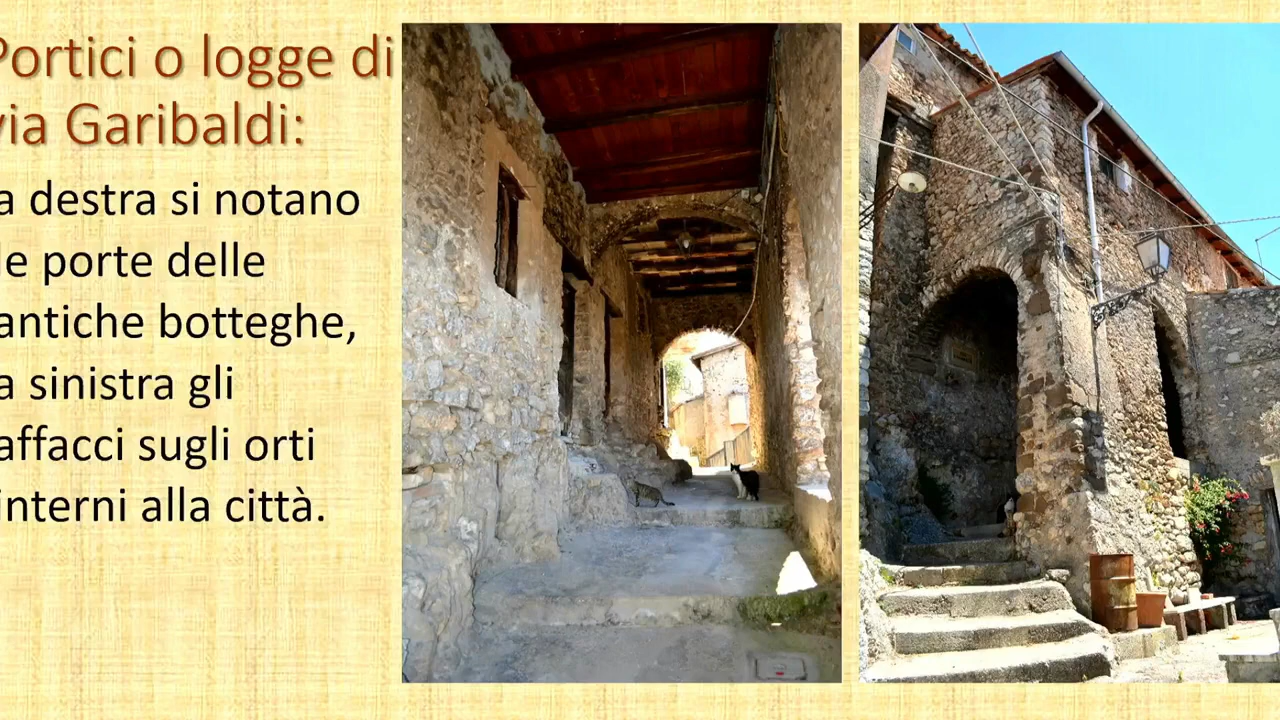 Portici o logge di
via Garibaldi:
a destra si notano
le porte delle
antiche botteghe,
a sinistra gli
affacci sugli orti
interni alla città.